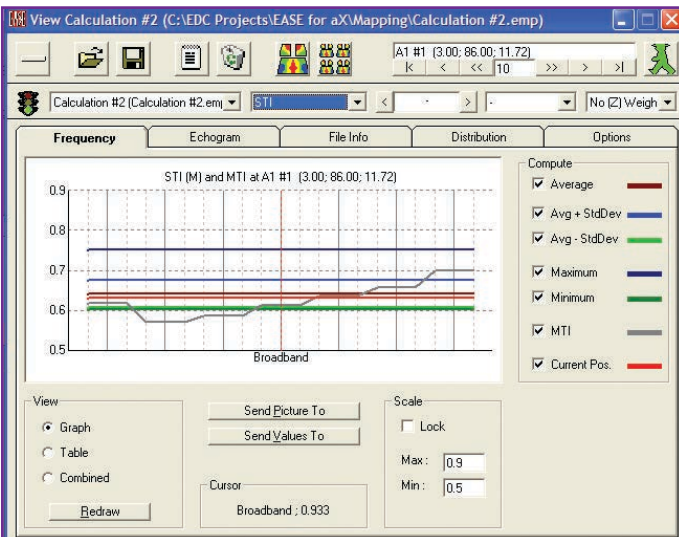 EASE View Calculation #2 (C:\EDC Projects\EASE for aX\Mapping\Calculation #2.emp)
A1 #1 (3.00; 86.00; 11.72)
|< < << 10 >> > >|
Calculation #2 (Calculation #2.em STI < - > - No (Z) Weigh
Frequency Echogram File Info Distribution Options
STI (M) and MTI at A1 #1 (3.00; 86.00; 11.72)
0.9
0.8
0.7
0.6
0.5
Broadband
Compute
Average
Avg + StdDev
Avg - StdDev
Maximum
Minimum
MTI
Current Pos.
View
Graph
Table
Combined
Redraw
Send Picture To
Send Values To
Cursor
Broadband ; 0.933
Scale
Lock
Max : 0.9
Min : 0.5